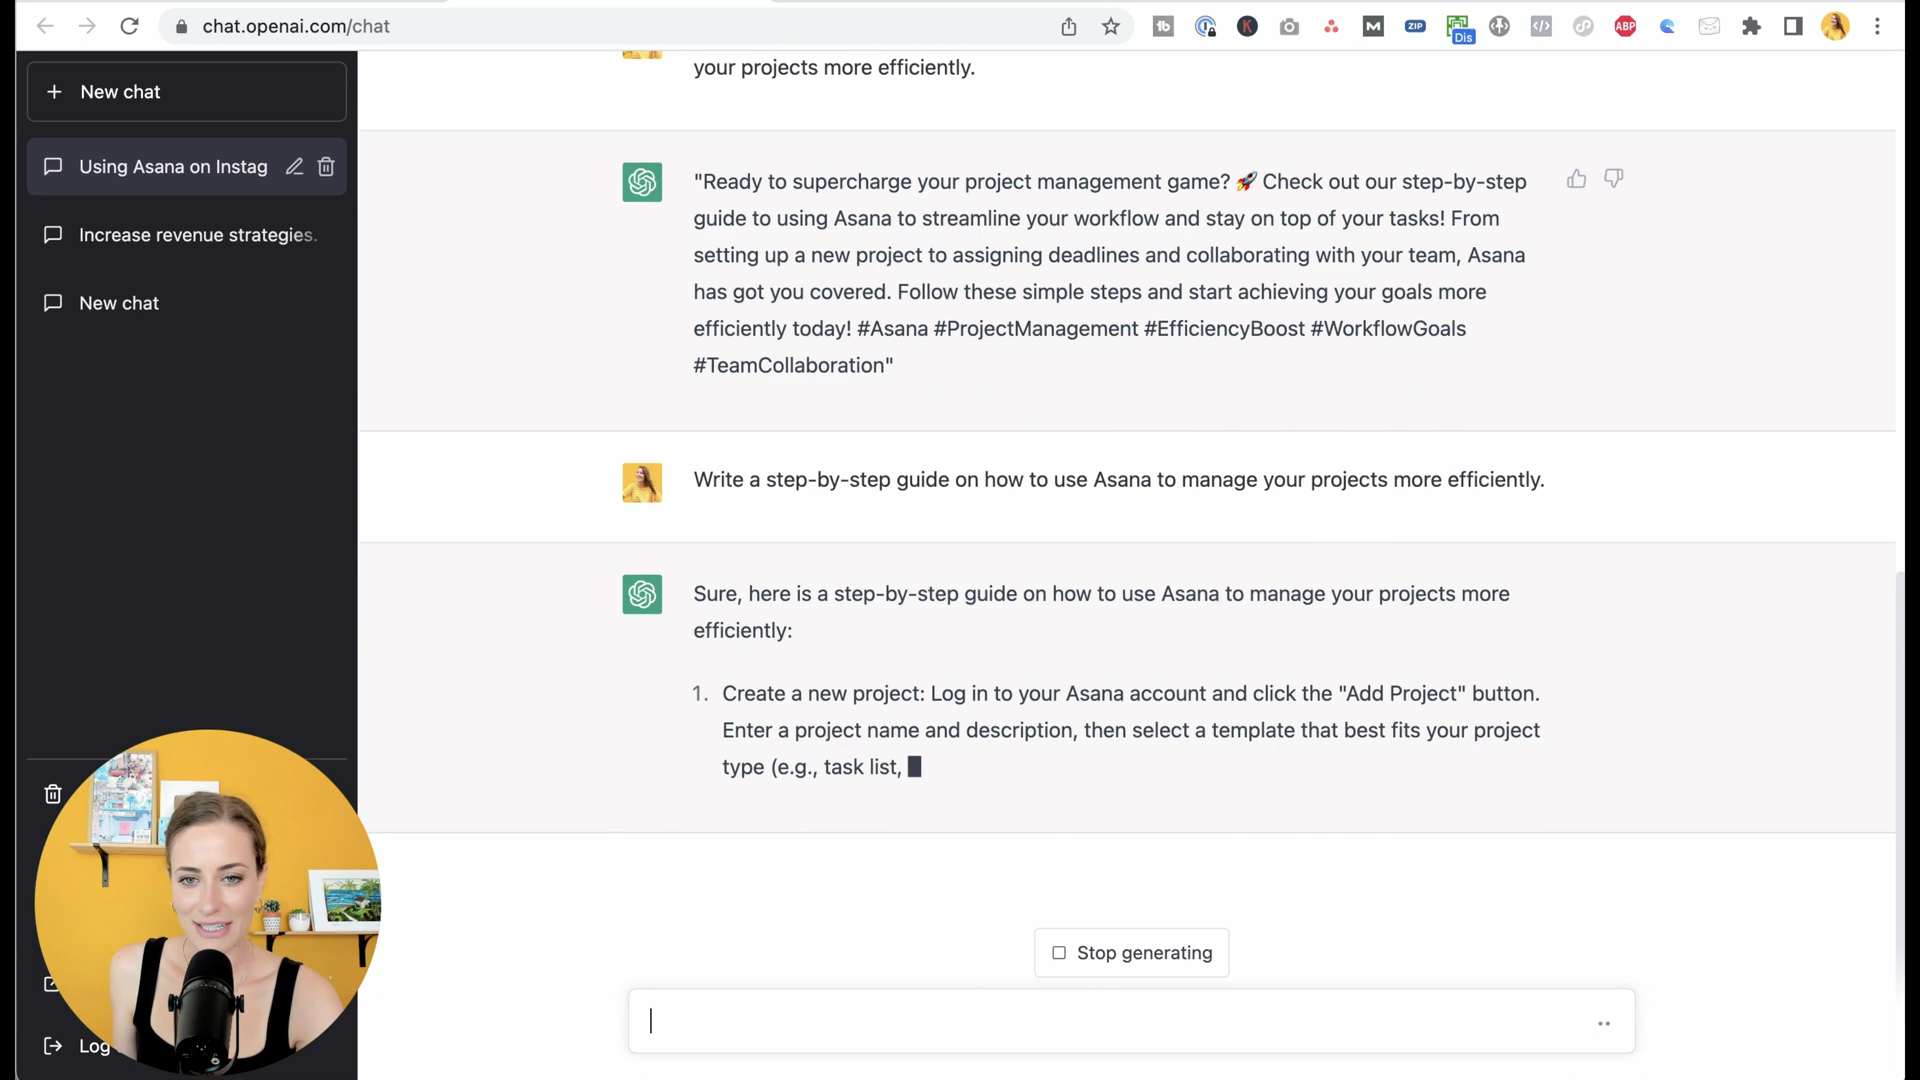 chat.openai.com/chat
Dis
ZIP
ABP
New chat
Using Asana on Instag
Increase revenue strategies.
New chat
Log
your projects more efficiently.
"Ready to supercharge your project management game? 🚀 Check out our step-by-step
guide to using Asana to streamline your workflow and stay on top of your tasks! From
setting up a new project to assigning deadlines and collaborating with your team, Asana
has got you covered. Follow these simple steps and start achieving your goals more
efficiently today! #Asana #ProjectManagement #EfficiencyBoost #WorkflowGoals
#TeamCollaboration"
Write a step-by-step guide on how to use Asana to manage your projects more efficiently.
Sure, here is a step-by-step guide on how to use Asana to manage your projects more
efficiently:
1. Create a new project: Log in to your Asana account and click the "Add Project" button.
Enter a project name and description, then select a template that best fits your project
type (e.g., task list,
Stop generating